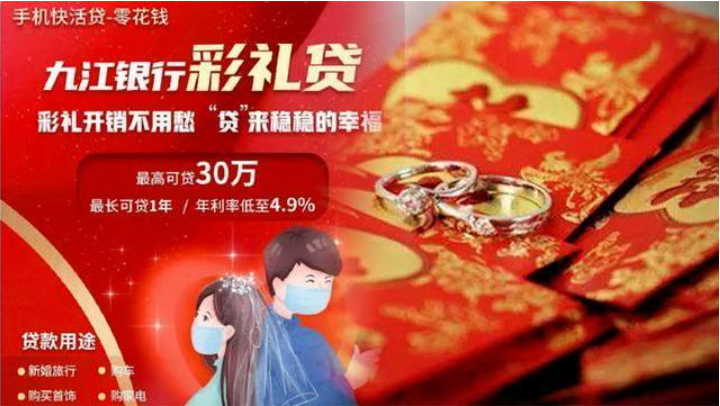 手机快活贷-零花钱
九江银行彩礼贷
彩礼开销不用愁 “贷”来稳稳的幸福
最高可贷30万
最长可贷1年 / 年利率低至4.9%
贷款用途
新婚旅行 购车
购买首饰 购家电